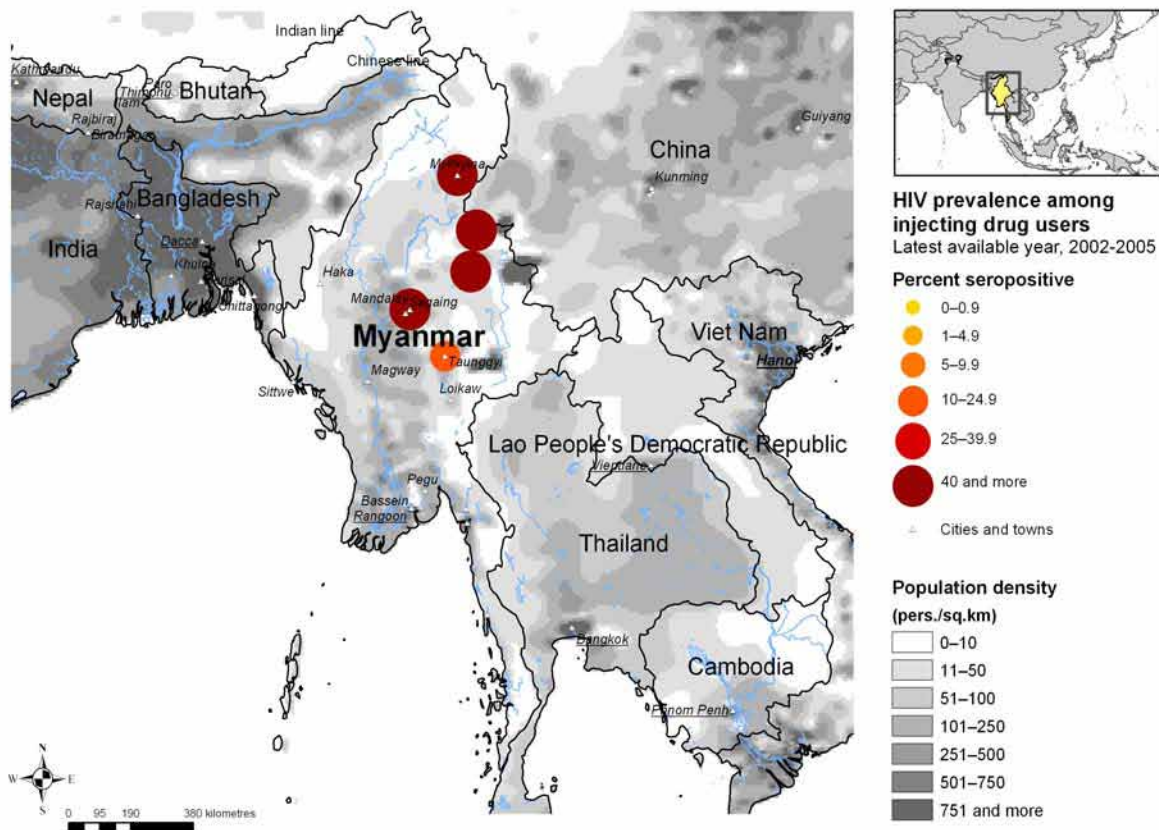 Indian line
Chinese line
Kathmandu
Nepal
Paro
Thimphu
Ilam
Bhutan
Rajbiraj
Biratnagar
Guiyang
China
Kunming
Rajshahi
Bangladesh
India
Dacca
Chittagong
Haka
Mandalay
Sagaing
Myanmar
Taunggyi
Magway
Loikaw
Sittwe
Viet Nam
Lao People's Democratic Republic
Vientiane
Pegu
Bassein
Rangoon
Thailand
Bangkok
Cambodia
Pnom Penh
N
W E
S
0 95 190 380 kilometres
HIV prevalence among
injecting drug users
Latest available year, 2002-2005
Percent seropositive
0–0.9
1–4.9
5–9.9
10–24.9
25–39.9
40 and more
Cities and towns
Population density
(pers./sq.km)
0–10
11–50
51–100
101–250
251–500
501–750
751 and more